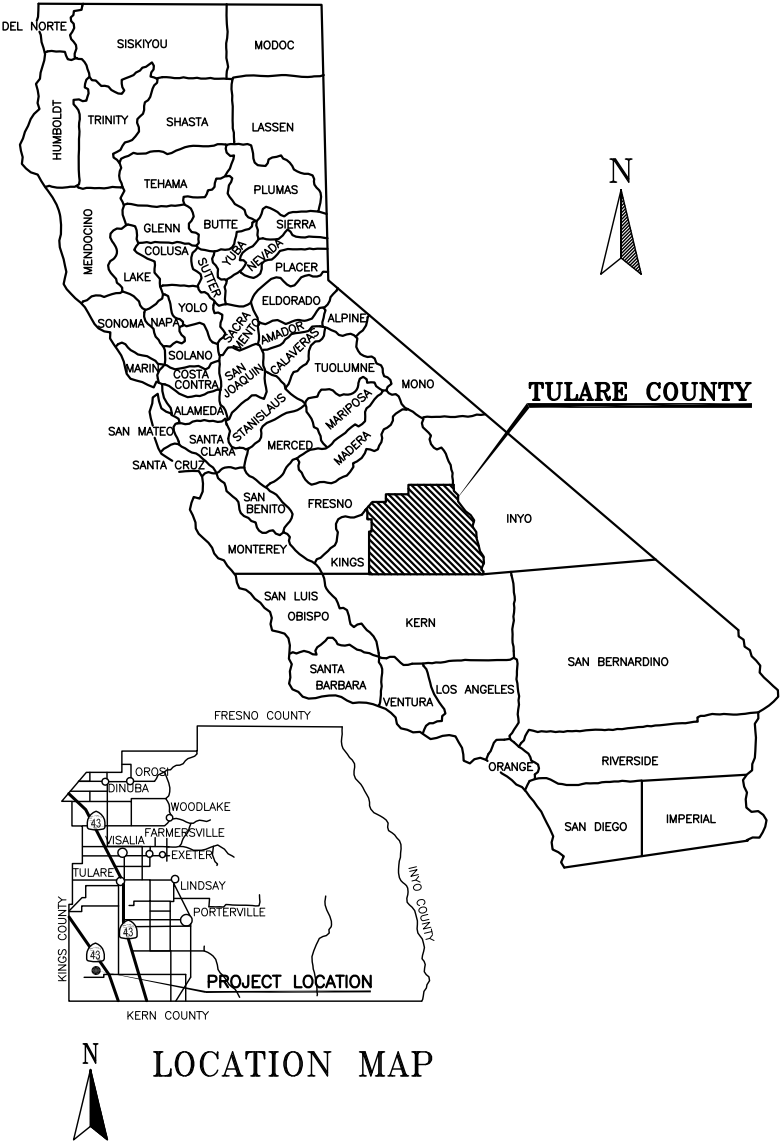 DEL NORTE
SISKIYOU
MODOC
HUMBOLDT
TRINITY
SHASTA
LASSEN
TEHAMA
PLUMAS
N
MENDOCINO
GLENN
BUTTE
SIERRA
COLUSA
YUBA
NEVADA
LAKE
SUTTER
PLACER
SONOMA
NAPA
YOLO
SACRA
MENTO
ELDORADO
AMADOR
ALPINE
MARIN
SOLANO
COSTA
CONTRA
SAN
JOAQUIN
CALAVERAS
TUOLUMNE
MONO
TULARE COUNTY
ALAMEDA
STANISLAUS
MARIPOSA
SAN MATEO
SANTA
CLARA
MERCED
MADERA
SANTA CRUZ
SAN
BENITO
FRESNO
INYO
MONTEREY
KINGS
SAN LUIS
OBISPO
KERN
SANTA
BARBARA
VENTURA
LOS ANGELES
SAN BERNARDINO
ORANGE
RIVERSIDE
SAN DIEGO
IMPERIAL
FRESNO COUNTY
OROSI
DINUBA
WOODLAKE
43
VISALIA
FARMERSVILLE
EXETER
TULARE
LINDSAY
PORTERVILLE
INYO COUNTY
KINGS COUNTY
43
43
PROJECT LOCATION
KERN COUNTY
N
LOCATION MAP